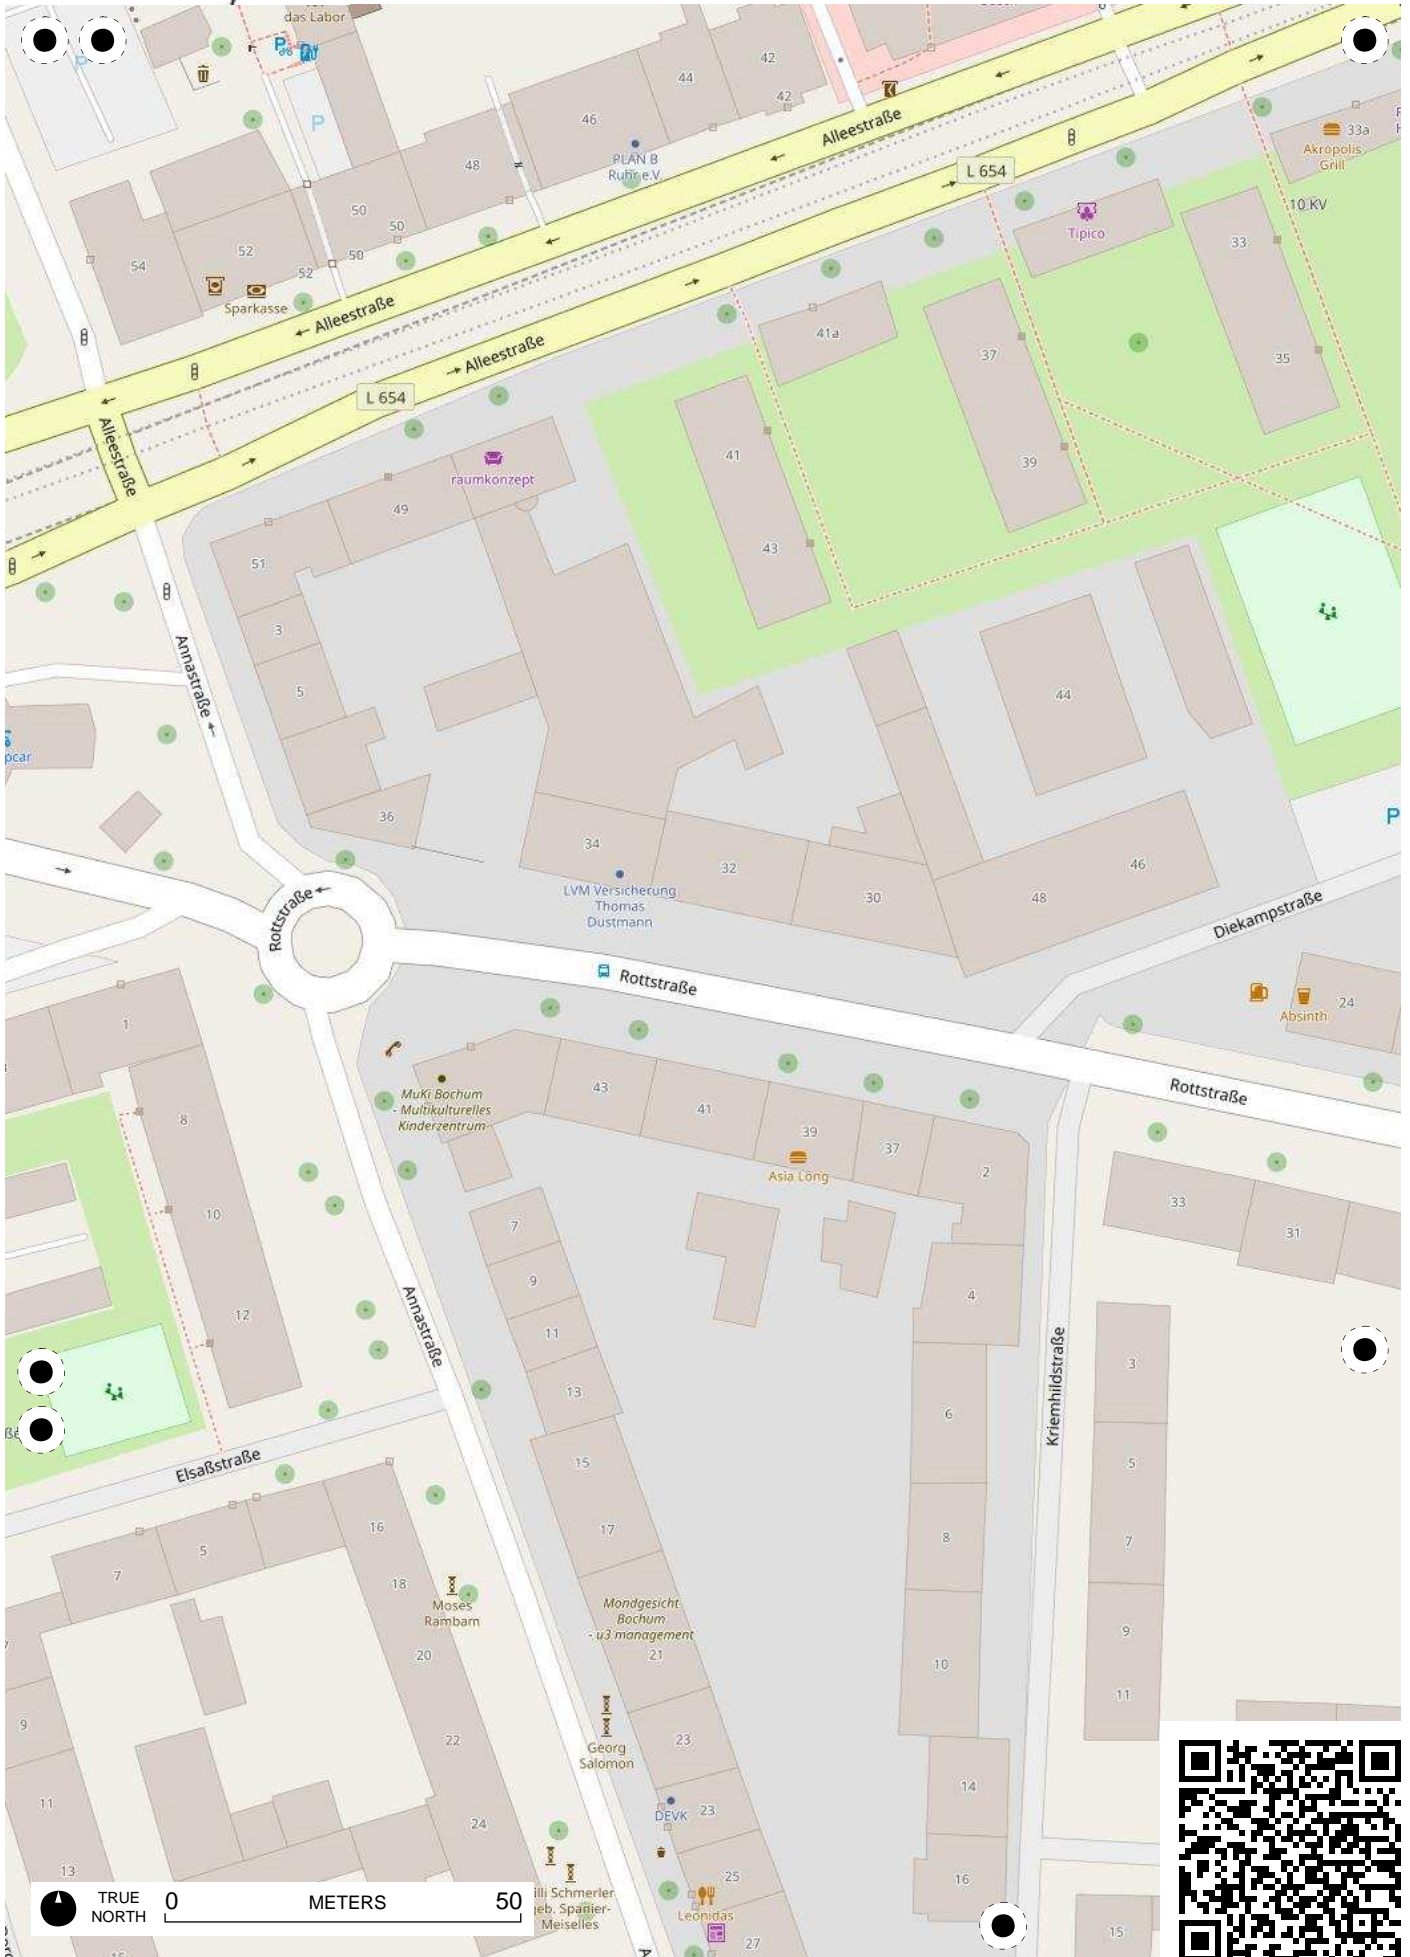 das Labor
P
P
P
42
44
42
46
PLAN B
Ruhr e.V.
48
50
50
50
52
52
54
Sparkasse
Alleestraße
L 654
33a
Akropolis
Grill
10 KV
Tipico
33
35
Alleestraße
Alleestraße
L 654
41a
37
39
41
43
Alleestraße
raumkonzept
49
51
3
5
Annastraße
44
36
34
32
30
48
46
P
LVM Versicherung
Thomas
Dustmann
Diekampstraße
Rottstraße
Rottstraße
Absinth
24
Rottstraße
1
MuKi Bochum
- Multikulturelles
Kinderzentrum
43
41
39
37
2
Asia Long
33
31
8
10
12
7
9
11
13
4
6
3
5
7
Annastraße
Kriemhildstraße
Elsaßstraße
15
17
8
16
5
7
18
20
Moses
Rambam
Mondgesicht
Bochum
- u3 management
21
10
9
11
9
22
Georg
Salomon
23
DEVK
23
14
11
24
13
25
16
illi Schmerler
geb. Spanier-
Meiselles
Leonidas
27
15
TRUE
NORTH
0
METERS
50